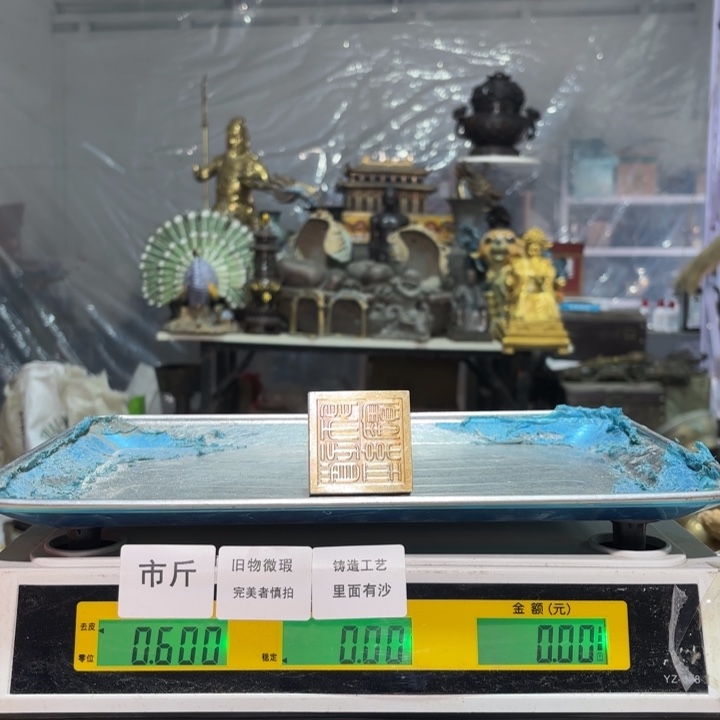 市斤
旧物微瑕
完美者慎拍
铸造工艺
里面有沙
金额(元)
去皮
零位
0.600
稳定
0.00
0.00